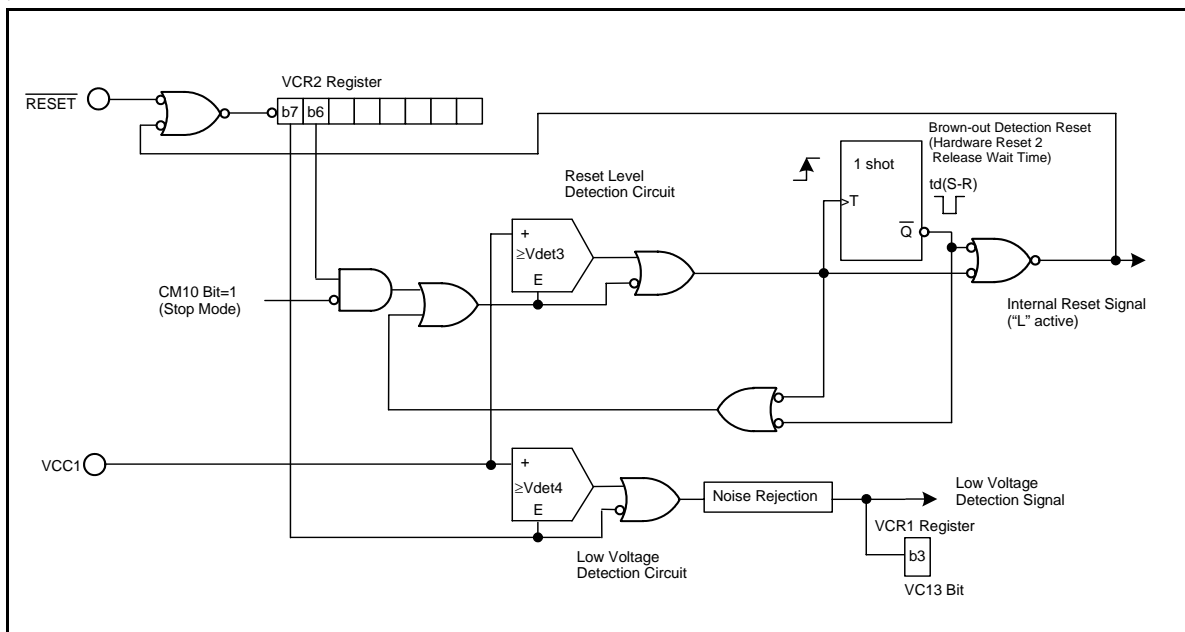 VCR2 Register
RESET
b7 b6
Brown-out Detection Reset
(Hardware Reset 2
Release Wait Time)
1 shot
td(S-R)
>T
Q
Reset Level
Detection Circuit
+
≥Vdet3
E
CM10 Bit=1
(Stop Mode)
Internal Reset Signal
("L" active)
VCC1
+
≥Vdet4
E
Noise Rejection
Low Voltage
Detection Signal
Low Voltage
Detection Circuit
VCR1 Register
b3
VC13 Bit